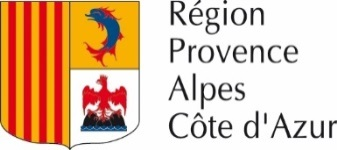 Région
Provence
Alpes
Côte d'Azur